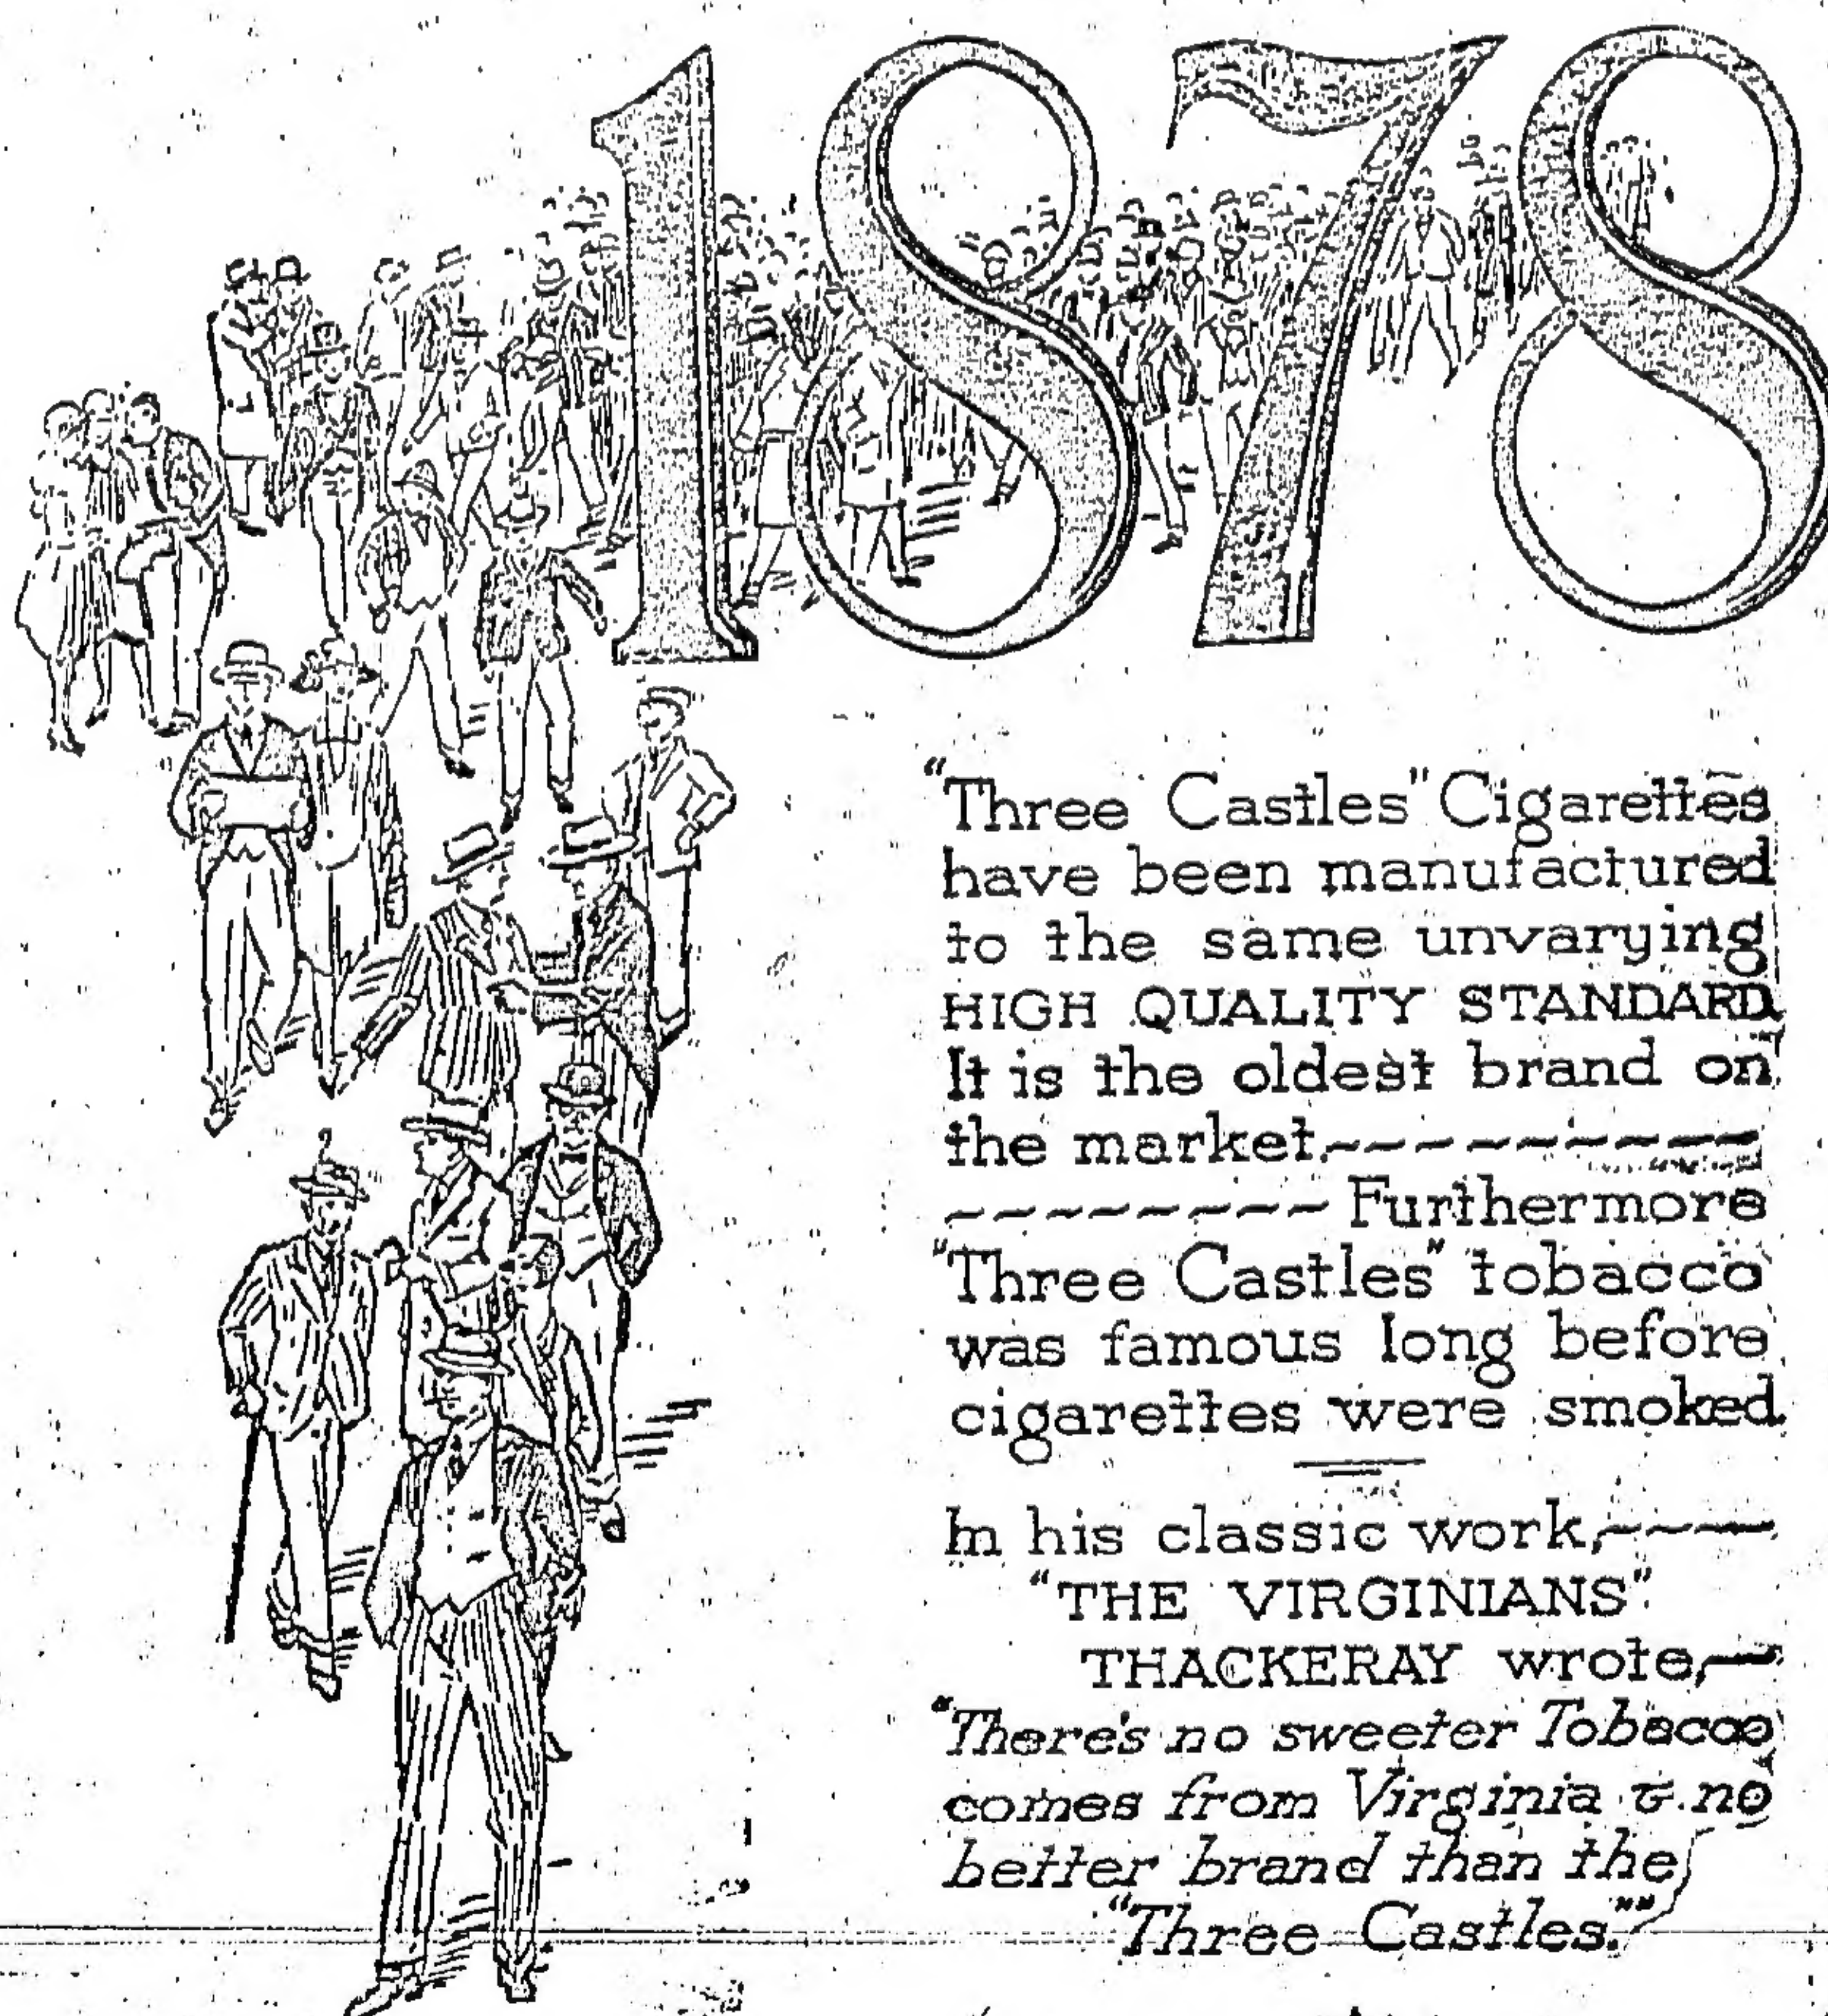 1878
"Three Castles" Cigarettes
have been manufactured
to the same unvarying
HIGH QUALITY STANDARD
It is the oldest brand on
the market.~~~~~~~~~~
~~~~~~~~~ Furthermore
"Three Castles" tobacco
was famous long before
cigarettes were smoked.
In his classic work,~~~~
"THE VIRGINIANS"
THACKERAY wrote,~
"There's no sweeter Tobacco
comes from Virginia & no
better brand than the
"Three Castles.""